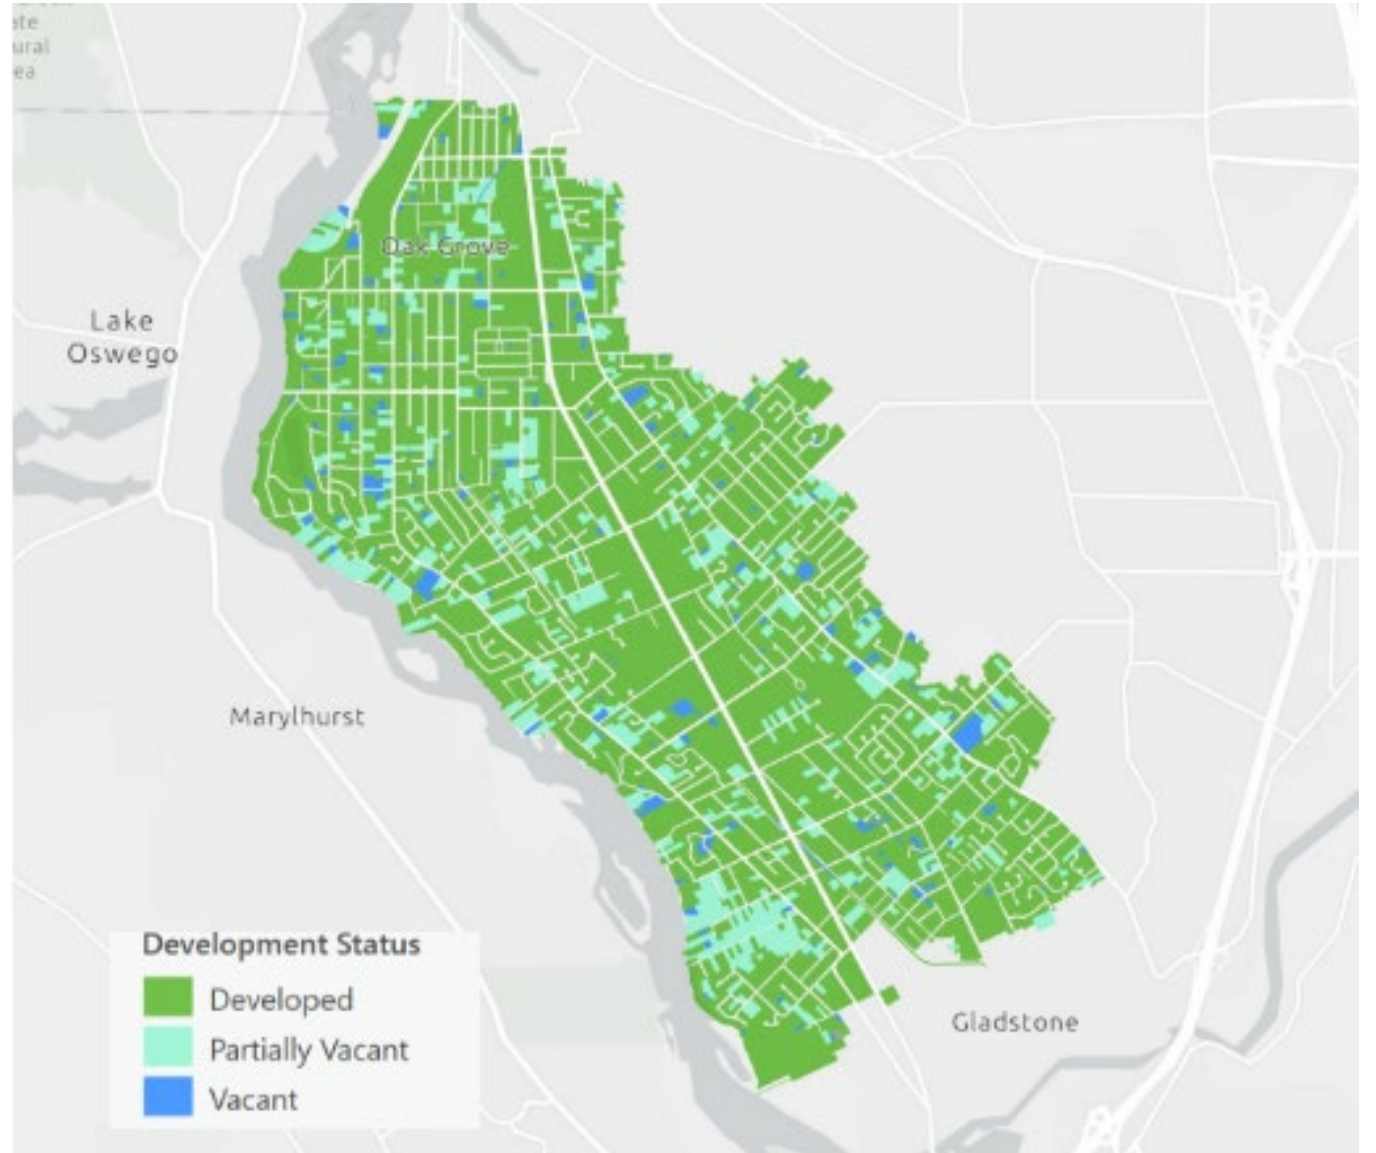 Oak Grove
Lake
Oswego
Marylhurst
Development Status
Developed
Partially Vacant
Vacant
Gladstone